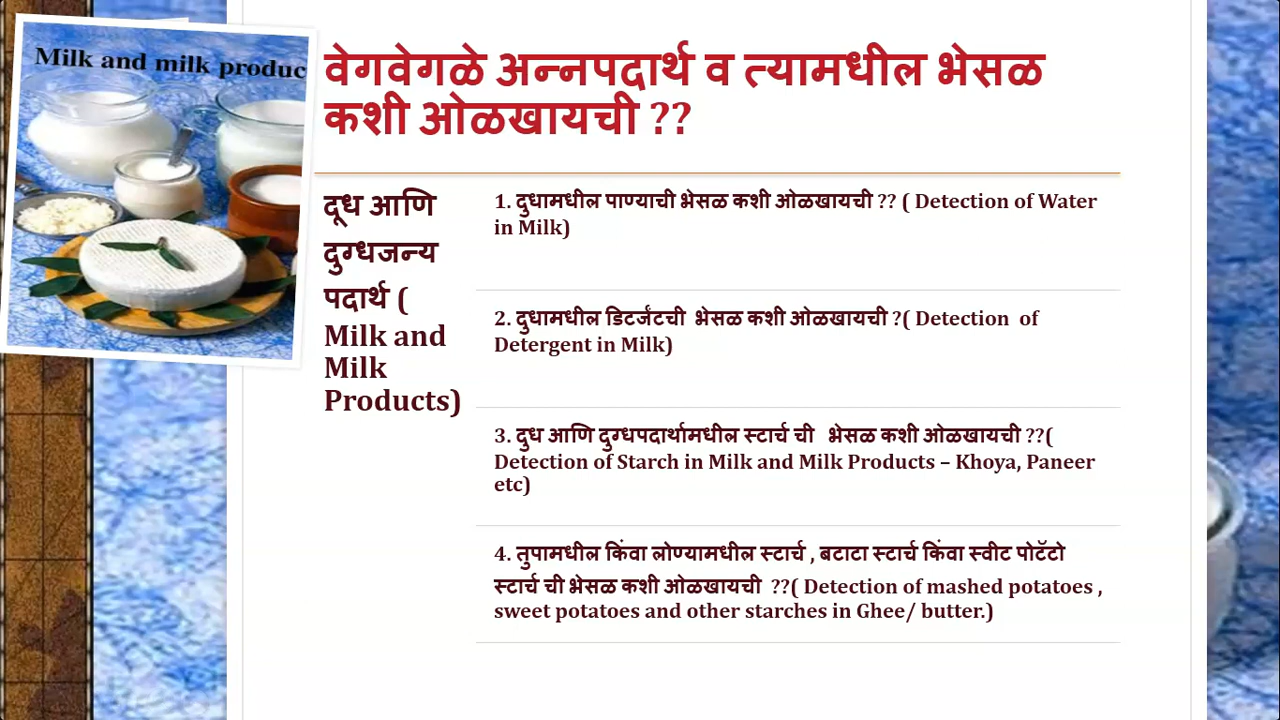 Milk and milk produc
वेगवेगळे अन्नपदार्थ व त्यामधील भेसळ
कशी ओळखायची ??
दूध आणि
दुग्धजन्य
पदार्थ (
Milk and
Milk
Products)
1. दुधामधील पाण्याची भेसळ कशी ओळखायची ?? ( Detection of Water
in Milk)
2. दुधामधील डिटर्जंटची भेसळ कशी ओळखायची ?( Detection of
Detergent in Milk)
3. दुध आणि दुग्धपदार्थामधील स्टार्च ची भेसळ कशी ओळखायची ??(
Detection of Starch in Milk and Milk Products – Khoya, Paneer
etc)
4. तुपामधील किंवा लोण्यामधील स्टार्च , बटाटा स्टार्च किंवा स्वीट पोटॅटो
स्टार्च ची भेसळ कशी ओळखायची ??( Detection of mashed potatoes ,
sweet potatoes and other starches in Ghee/ butter.)